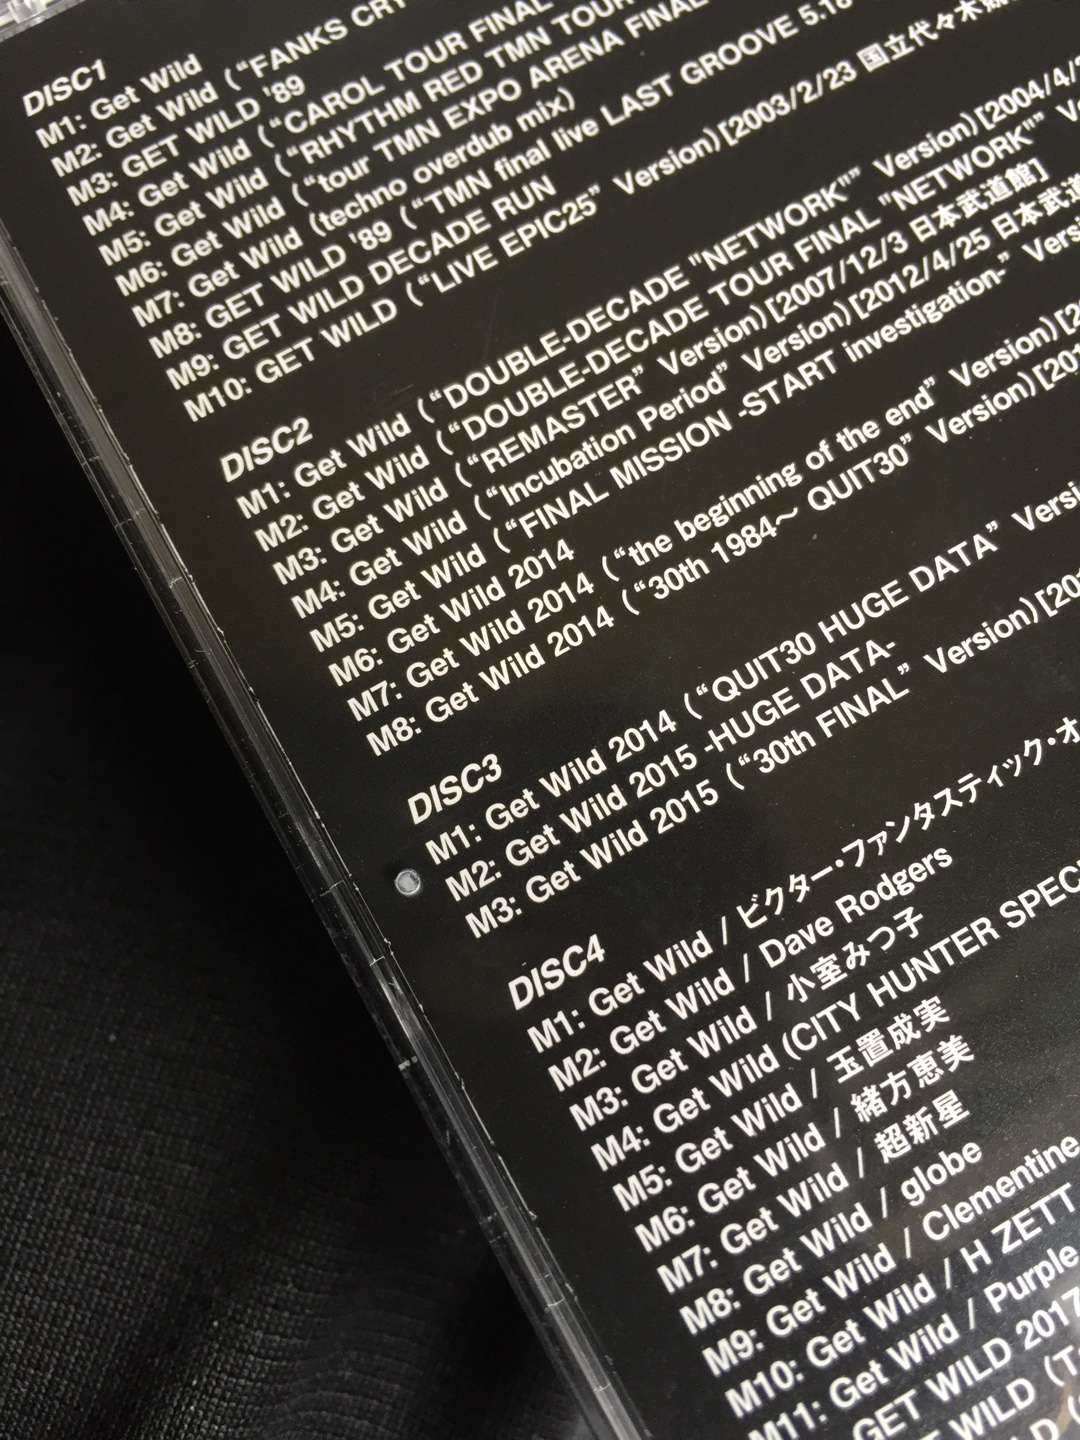 DISC1
M1: Get Wild
M2: Get Wild (“FANKS CRY
M3: GET WILD '89
M4: Get Wild (“CAROL TOUR FINAL
M5: Get Wild (“RHYTHM RED TMN TOUR
M6: Get Wild (“tour TMN EXPO ARENA FINAL
M7: Get Wild (techno overdub mix)
M8: GET WILD '89 (“TMN final live LAST GROOVE 5.18
M9: GET WILD DECADE RUN
M10: GET WILD (“LIVE EPIC25” Version)[2003/2/23 国立代々木競
DISC2
M1: Get Wild (“DOUBLE-DECADE "NETWORK"” Version)[2004/4/
M2: Get Wild (“DOUBLE-DECADE TOUR FINAL "NETWORK"”
M3: Get Wild (“REMASTER” Version)[2007/12/3 日本武道館]
M4: Get Wild (“Incubation Period” Version)[2012/4/25 日本武道
M5: Get Wild (“FINAL MISSION -START investigation-” Versi
M6: Get Wild 2014
M7: Get Wild 2014 (“the beginning of the end” Version)
M8: Get Wild 2014 (“30th 1984～ QUIT30” Version)[201
DISC3
M1: Get Wild 2014 (“QUIT30 HUGE DATA” Versi
M2: Get Wild 2015 -HUGE DATA-
M3: Get Wild 2015 (“30th FINAL” Version)[20
DISC4
M1: Get Wild / ビクター・ファンタスティック・オ
M2: Get Wild / Dave Rodgers
M3: Get Wild / 小室みつ子
M4: Get Wild (CITY HUNTER SPEC
M5: Get Wild / 玉置成実
M6: Get Wild / 緒方恵美
M7: Get Wild / 超新星
M8: Get Wild / globe
M9: Get Wild / Clementine
M10: Get Wild / H ZETT
M11: Get Wild / Purple
GET WILD 2017
WILD